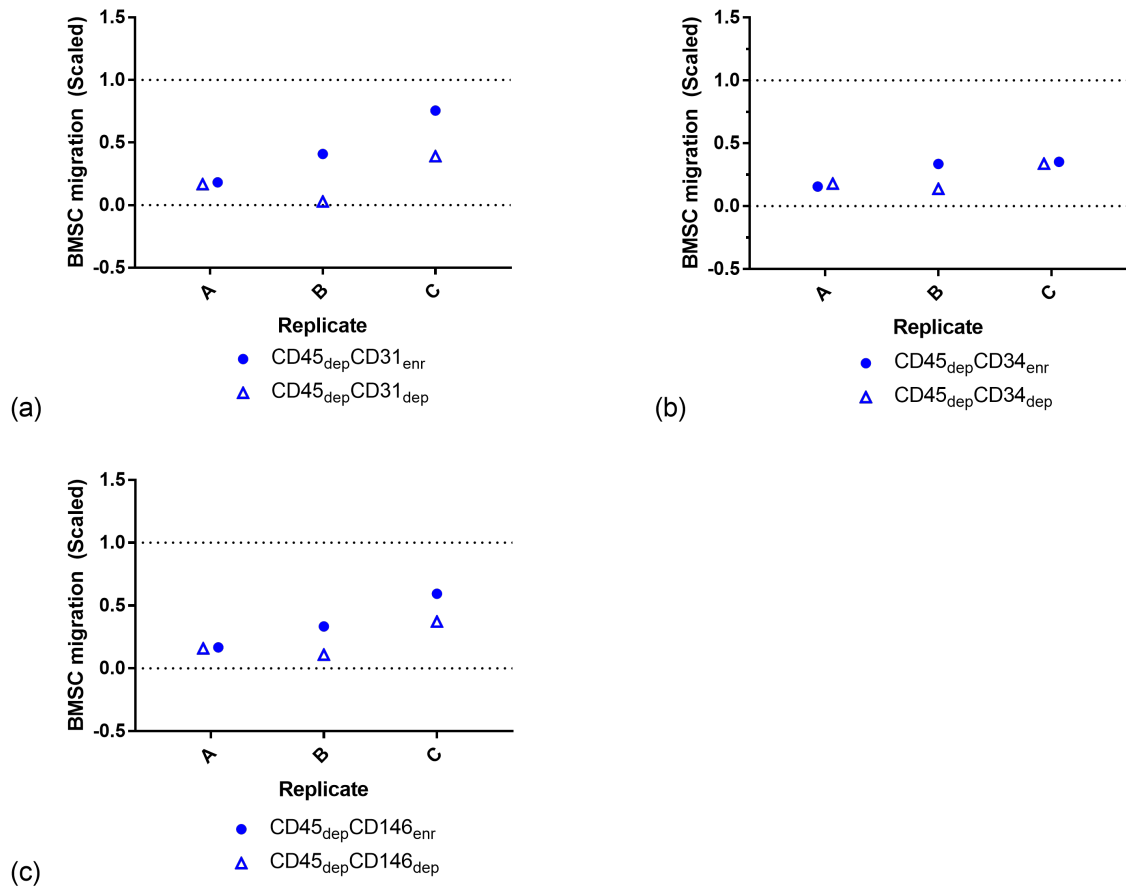 1.5
1.0
0.5
0.0
-0.5
BMSC migration (Scaled)
A
B
C
Replicate
CD45depCD31enr
CD45depCD31dep
(a)
1.5
1.0
0.5
0.0
-0.5
BMSC migration (Scaled)
A
B
C
Replicate
CD45depCD34enr
CD45depCD34dep
(b)
1.5
1.0
0.5
0.0
-0.5
BMSC migration (Scaled)
A
B
C
Replicate
CD45depCD146enr
CD45depCD146dep
(c)